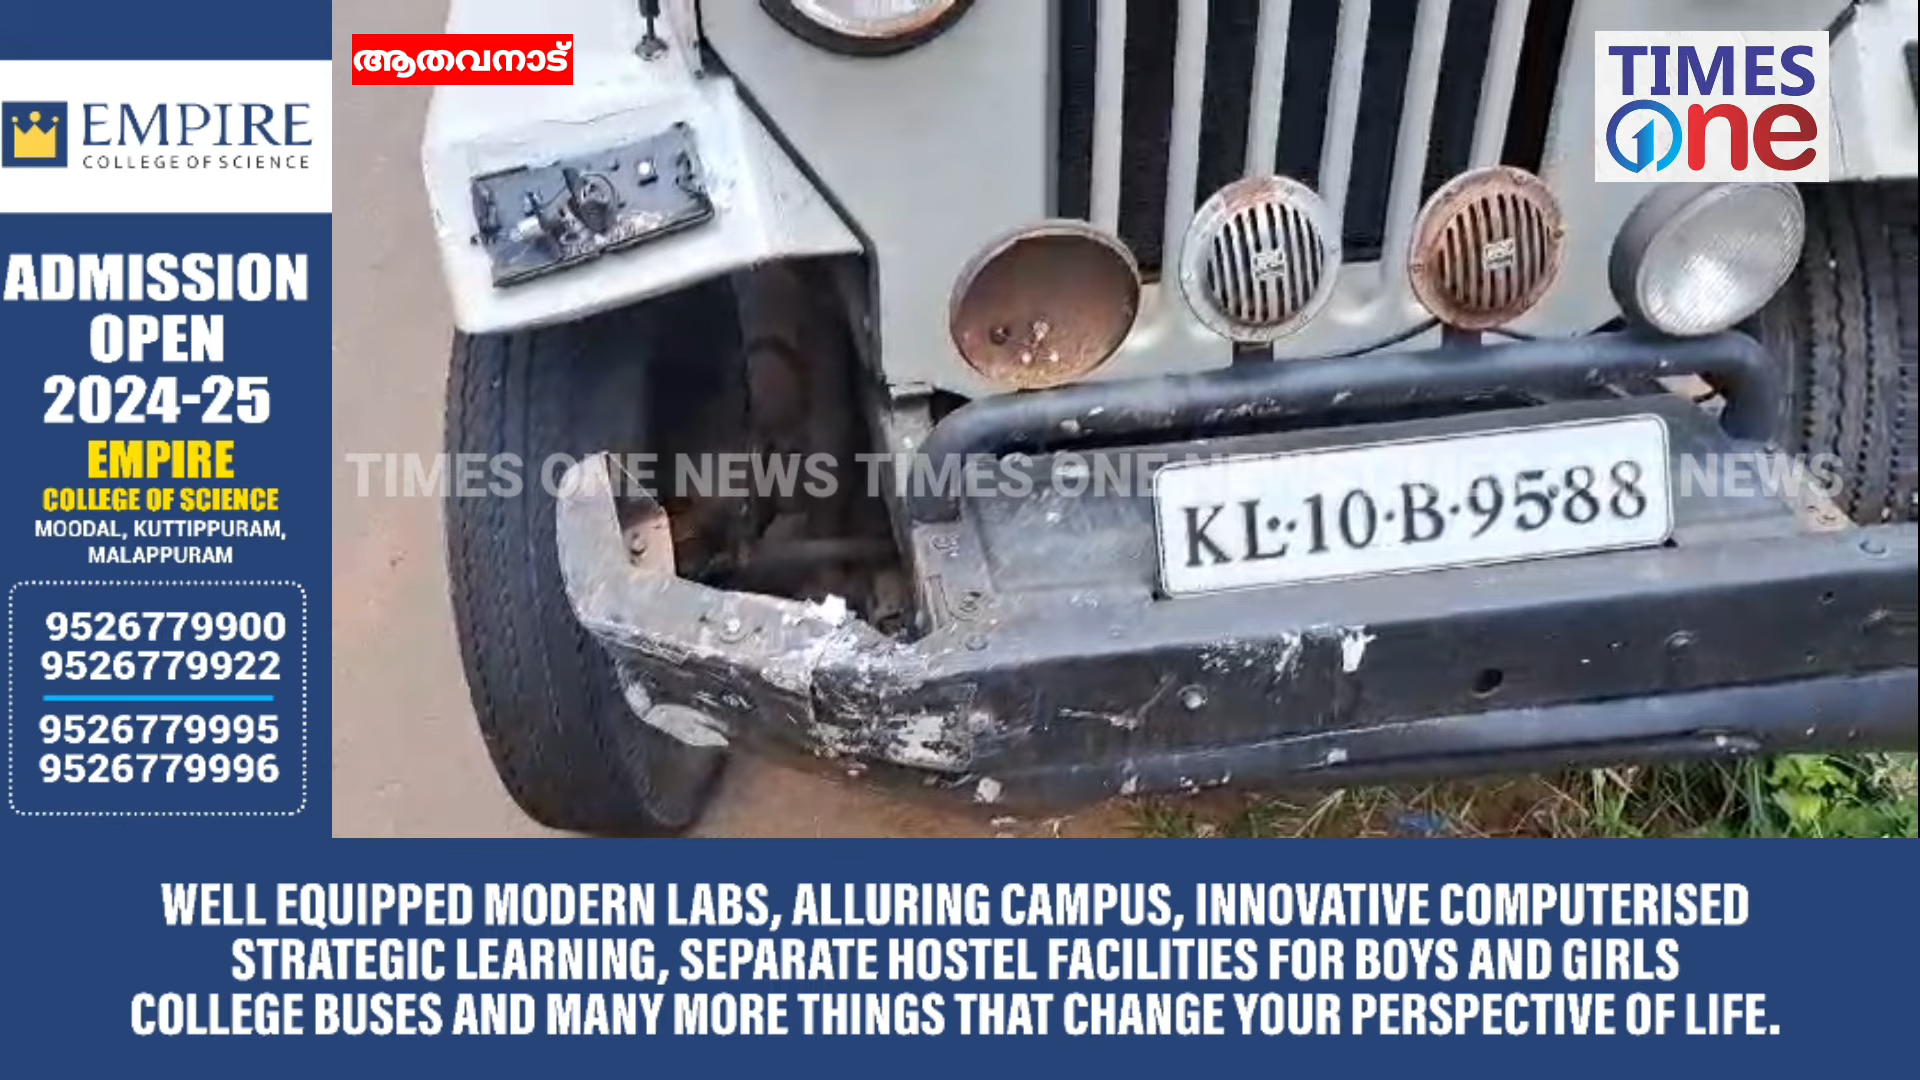 EMPIRE
COLLEGE OF SCIENCE
ADMISSION
OPEN
2024-25
EMPIRE
COLLEGE OF SCIENCE
MOODAL, KUTTIPPURAM,
MALAPPURAM
9526779900
9526779922
9526779995
9526779996
ആതവനാട്
TIMES
One
TIMES ONE NEWS TIMES ONE NEWS TIMES ONE NEWS
KL·10·B·9588
WELL EQUIPPED MODERN LABS, ALLURING CAMPUS, INNOVATIVE COMPUTERISED
STRATEGIC LEARNING, SEPARATE HOSTEL FACILITIES FOR BOYS AND GIRLS
COLLEGE BUSES AND MANY MORE THINGS THAT CHANGE YOUR PERSPECTIVE OF LIFE.